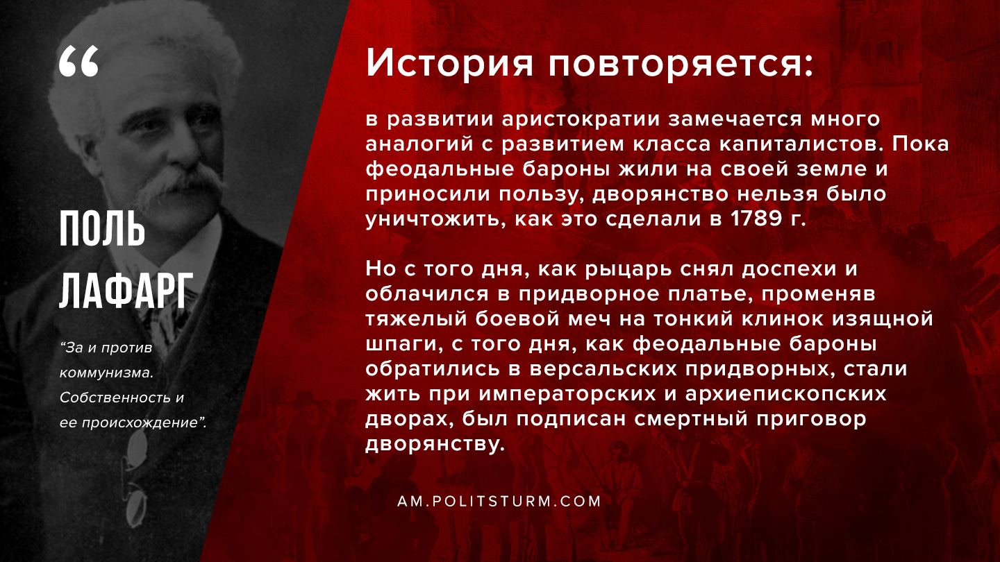 “
ПОЛЬ
ЛАФАРГ
“За и против
коммунизма.
Собственность и
ее происхождение”.
История повторяется:
в развитии аристократии замечается много
аналогий с развитием класса капиталистов. Пока
феодальные бароны жили на своей земле и
приносили пользу, дворянство нельзя было
уничтожить, как это сделали в 1789 г.
Но с того дня, как рыцарь снял доспехи и
облачился в придворное платье, променяв
тяжелый боевой меч на тонкий клинок изящной
шпаги, с того дня, как феодальные бароны
обратились в версальских придворных, стали
жить при императорских и архиепископских
дворах, был подписан смертный приговор
дворянству.
AM.POLITSTURM.COM